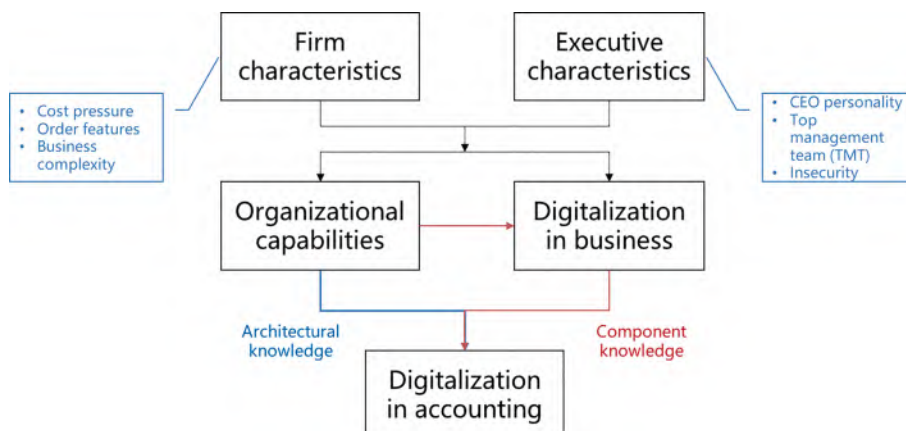 Firm
characteristics
Executive
characteristics
• Cost pressure
• Order features
• Business
complexity
• CEO personality
• Top
management
team (TMT)
• Insecurity
Organizational
capabilities
Digitalization
in business
Architectural
knowledge
Component
knowledge
Digitalization
in accounting